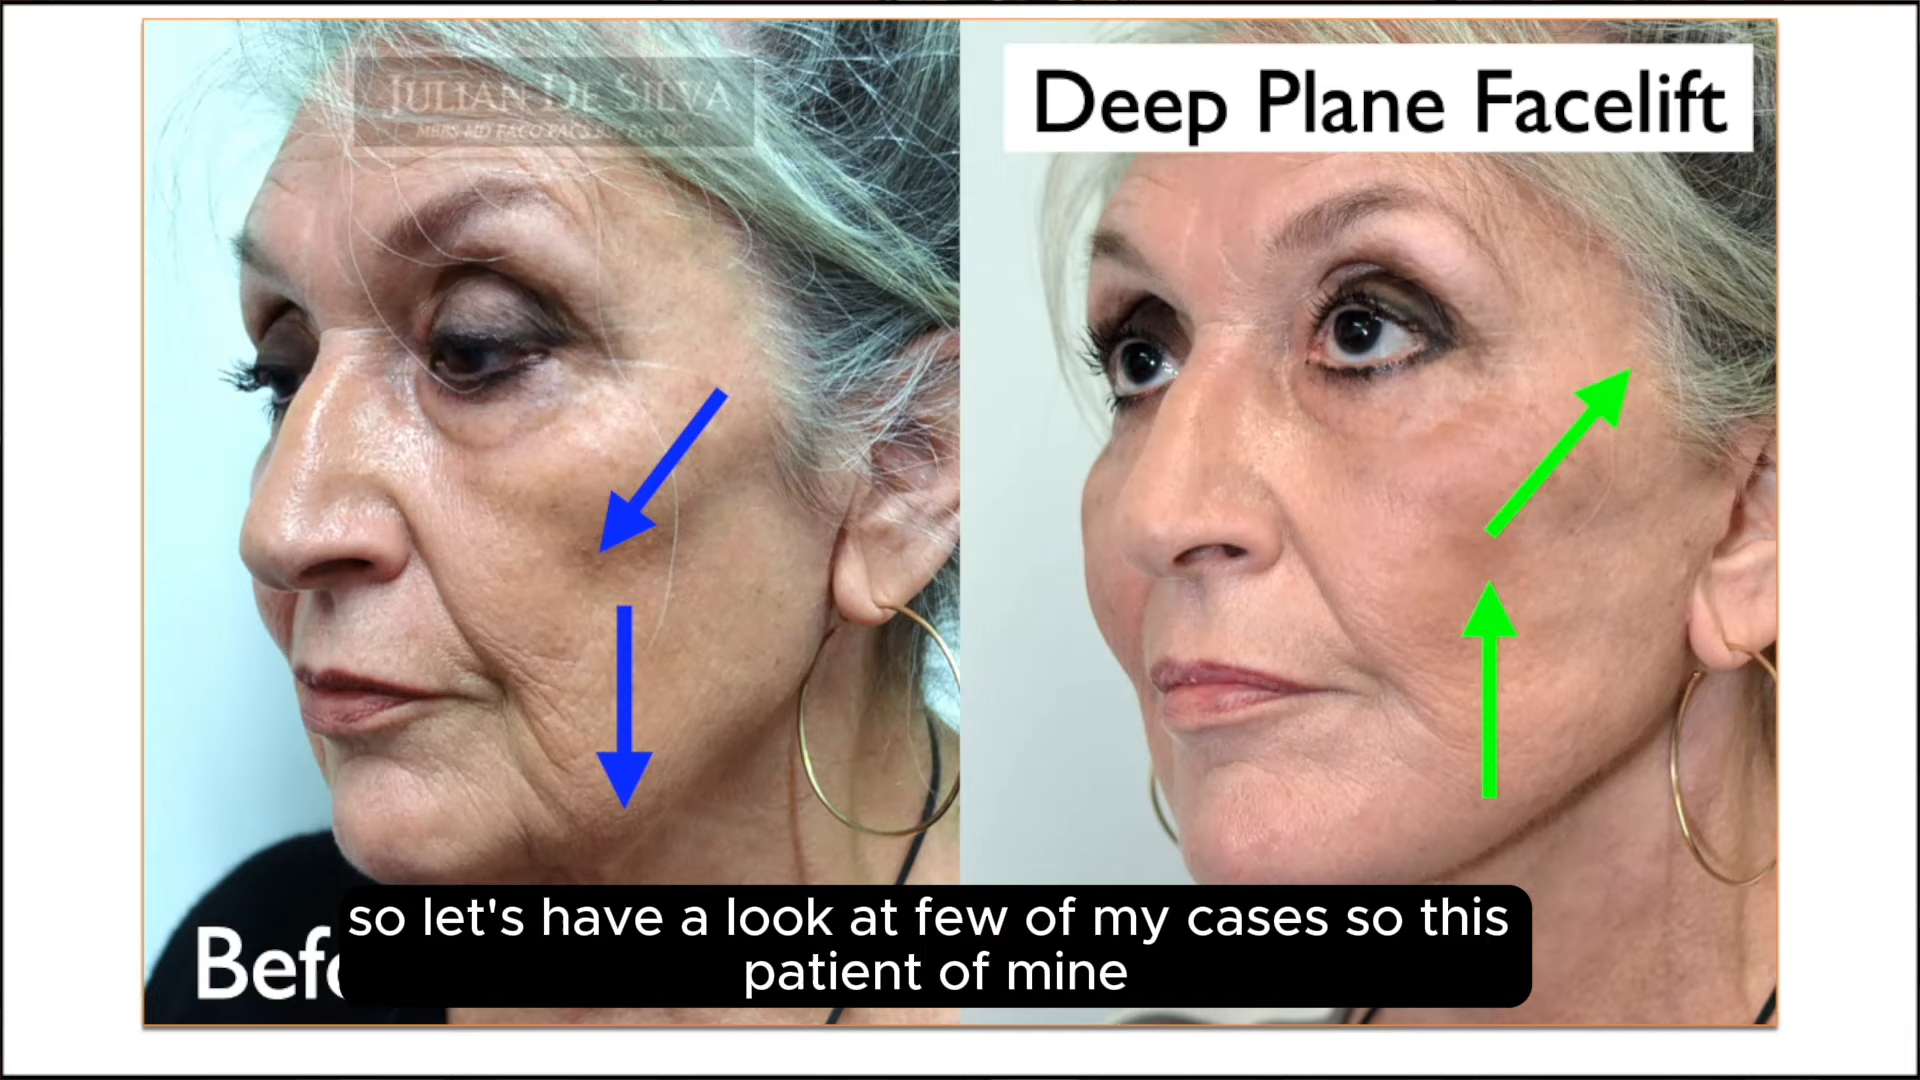 JULIAN DE SILVA
Deep Plane Facelift
so let's have a look at few of my cases so this
patient of mine